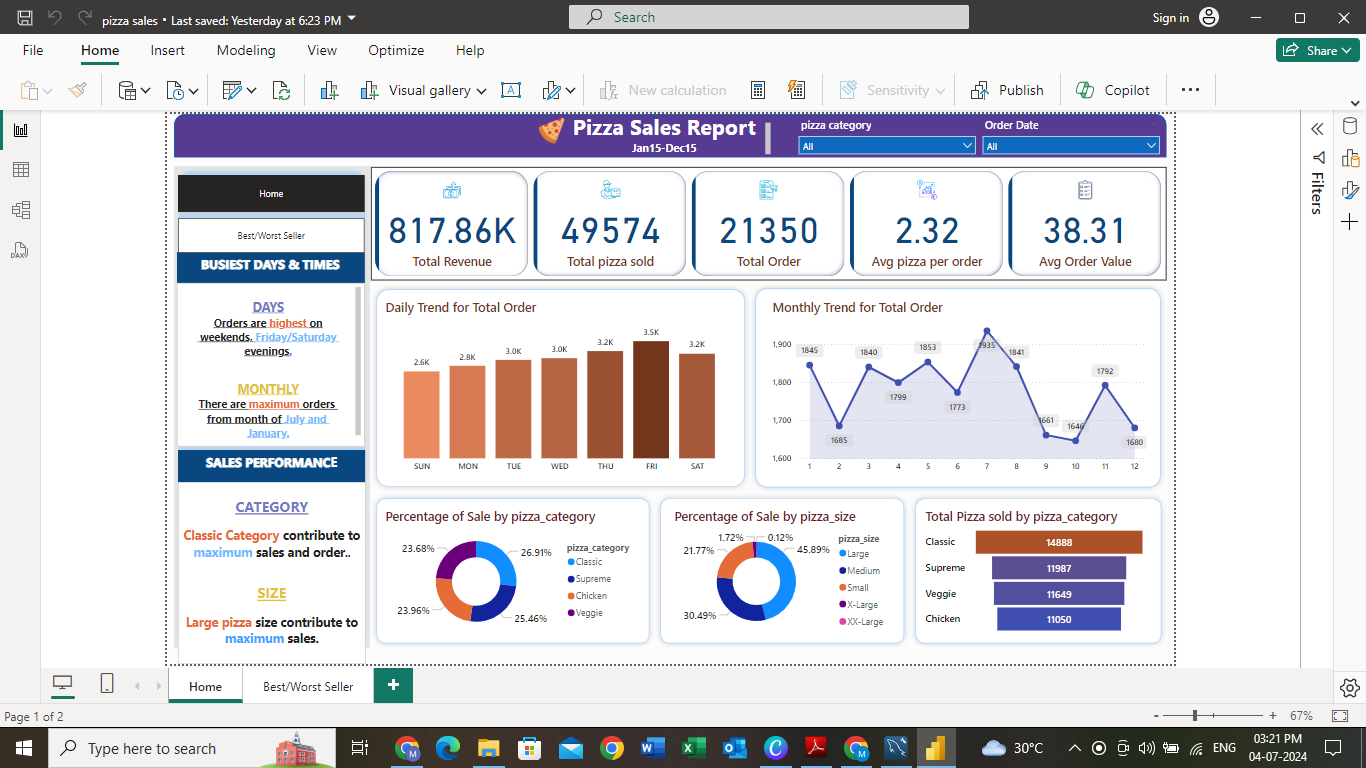 pizza sales • Last saved: Yesterday at 6:23 PM
Search
Sign in
File Home Insert Modeling View Optimize Help
Share
Visual gallery
New calculation
Sensitivity
Publish
Copilot
Pizza Sales Report
Jan15-Dec15
pizza category
All
Order Date
All
Filters
Home
Best/Worst Seller
BUSIEST DAYS & TIMES
DAYS
Orders are highest on
weekends, Friday/Saturday
evenings.
MONTHLY
There are maximum orders
from month of July and
January.
SALES PERFORMANCE
CATEGORY
Classic Category contribute to
maximum sales and order..
SIZE
Large pizza size contribute to
maximum sales.
817.86K
Total Revenue
49574
Total pizza sold
21350
Total Order
2.32
Avg pizza per order
38.31
Avg Order Value
Daily Trend for Total Order
2.6K 2.8K 3.0K 3.0K 3.2K 3.5K 3.2K
SUN MON TUE WED THU FRI SAT
Monthly Trend for Total Order
1,900
1,800
1,700
1,600
1845 1685 1840 1799 1853 1773 1935 1841 1661 1646 1792 1680
1 2 3 4 5 6 7 8 9 10 11 12
Percentage of Sale by pizza_category
23.68%
26.91%
23.96%
25.46%
pizza_category
Classic
Supreme
Chicken
Veggie
Percentage of Sale by pizza_size
1.72%
0.12%
21.77%
45.89%
30.49%
pizza_size
Large
Medium
Small
X-Large
XX-Large
Total Pizza sold by pizza_category
Classic 14888
Supreme 11987
Veggie 11649
Chicken 11050
Home
Best/Worst Seller
+
Page 1 of 2
- + 67%
Type here to search
30°C
ENG
03:21 PM
04-07-2024
DAX